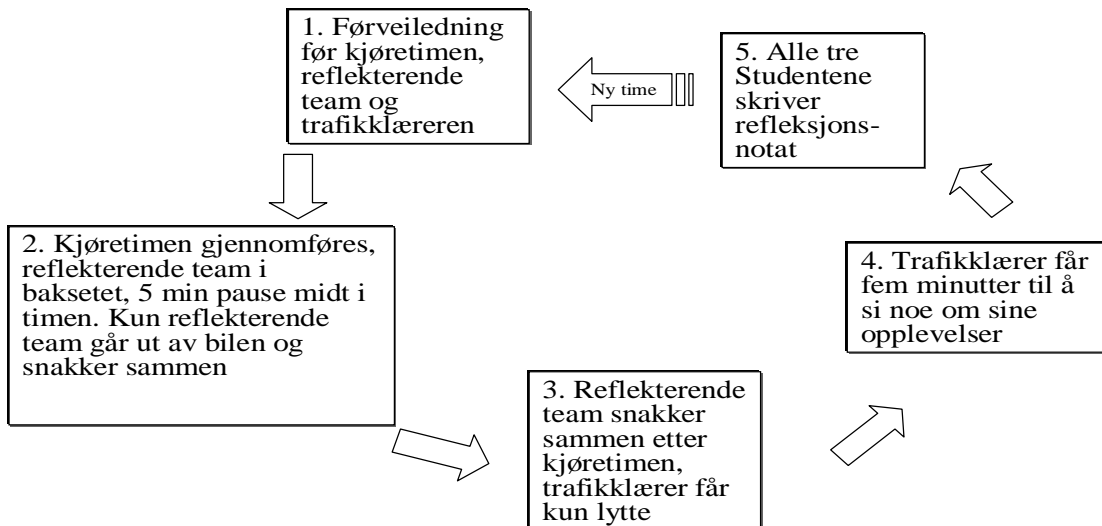 1. Førveiledning
før kjøretimen,
reflekterende
team og
trafikklæreren
2. Kjøretimen gjennomføres,
reflekterende team i
baksetet, 5 min pause midt i
timen. Kun reflekterende
team går ut av bilen og
snakker sammen
3. Reflekterende
team snakker
sammen etter
kjøretimen,
trafikklærer får
kun lytte
4. Trafikklærer får
fem minutter til å
si noe om sine
opplevelser
5. Alle tre
Studentene
skriver
refleksjons-
notat
Ny time